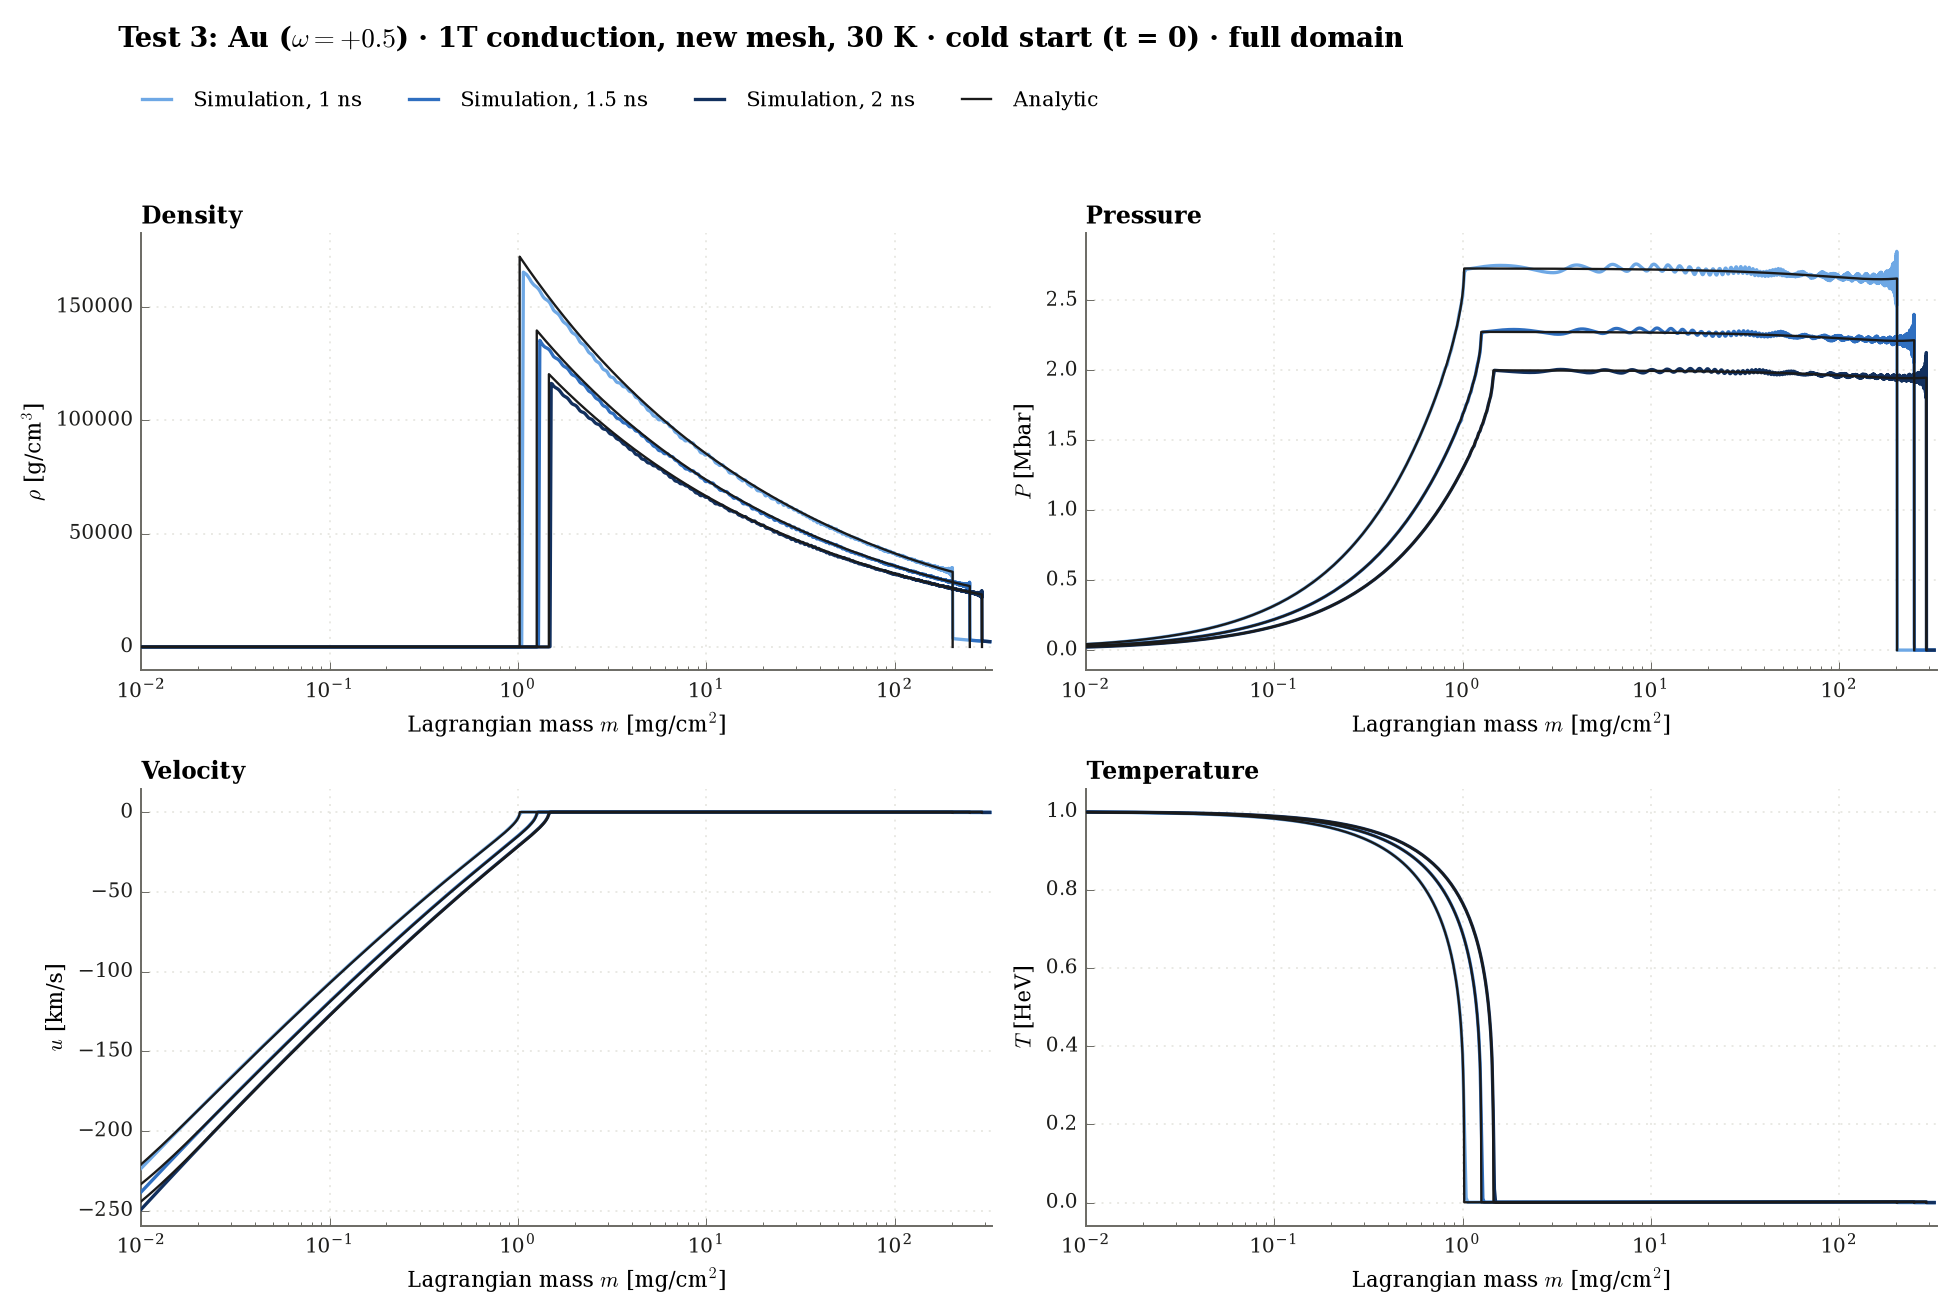 Test 3: Au (ω = +0.5) · 1T conduction, new mesh, 30 K · cold start (t = 0) · full domain
Simulation, 1 ns Simulation, 1.5 ns Simulation, 2 ns Analytic
Density
ρ [g/cm³]
150000
100000
50000
0
10⁻² 10⁻¹ 10⁰ 10¹ 10²
Lagrangian mass m [mg/cm²]
Pressure
P [Mbar]
2.5
2.0
1.5
1.0
0.5
0.0
10⁻² 10⁻¹ 10⁰ 10¹ 10²
Lagrangian mass m [mg/cm²]
Velocity
u [km/s]
0
−50
−100
−150
−200
−250
10⁻² 10⁻¹ 10⁰ 10¹ 10²
Lagrangian mass m [mg/cm²]
Temperature
T [HeV]
1.0
0.8
0.6
0.4
0.2
0.0
10⁻² 10⁻¹ 10⁰ 10¹ 10²
Lagrangian mass m [mg/cm²]